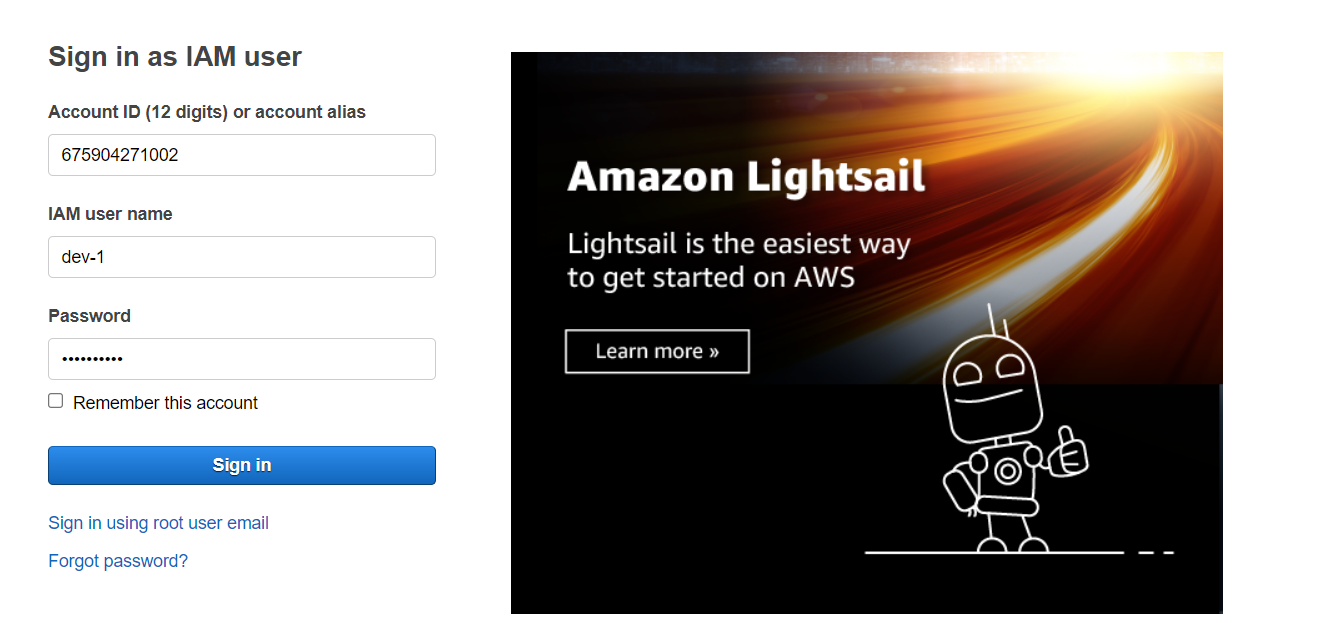 Sign in as IAM user
Account ID (12 digits) or account alias
675904271002
IAM user name
dev-1
Password
••••••••••
Remember this account
Sign in
Sign in using root user email
Forgot password?
Amazon Lightsail
Lightsail is the easiest way
to get started on AWS
Learn more »